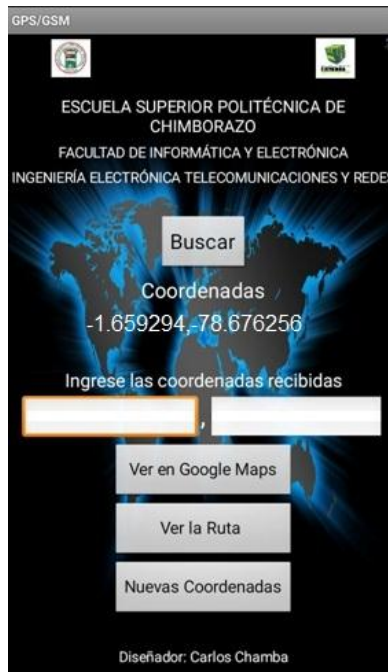 GPS/GSM
ESCUELA SUPERIOR POLITÉCNICA DE
CHIMBORAZO
FACULTAD DE INFORMÁTICA Y ELECTRÓNICA
INGENIERÍA ELECTRÓNICA TELECOMUNICACIONES Y REDES
Buscar
Coordenadas
-1.659294,-78.676256
Ingrese las coordenadas recibidas
,
Ver en Google Maps
Ver la Ruta
Nuevas Coordenadas
Diseñador: Carlos Chamba